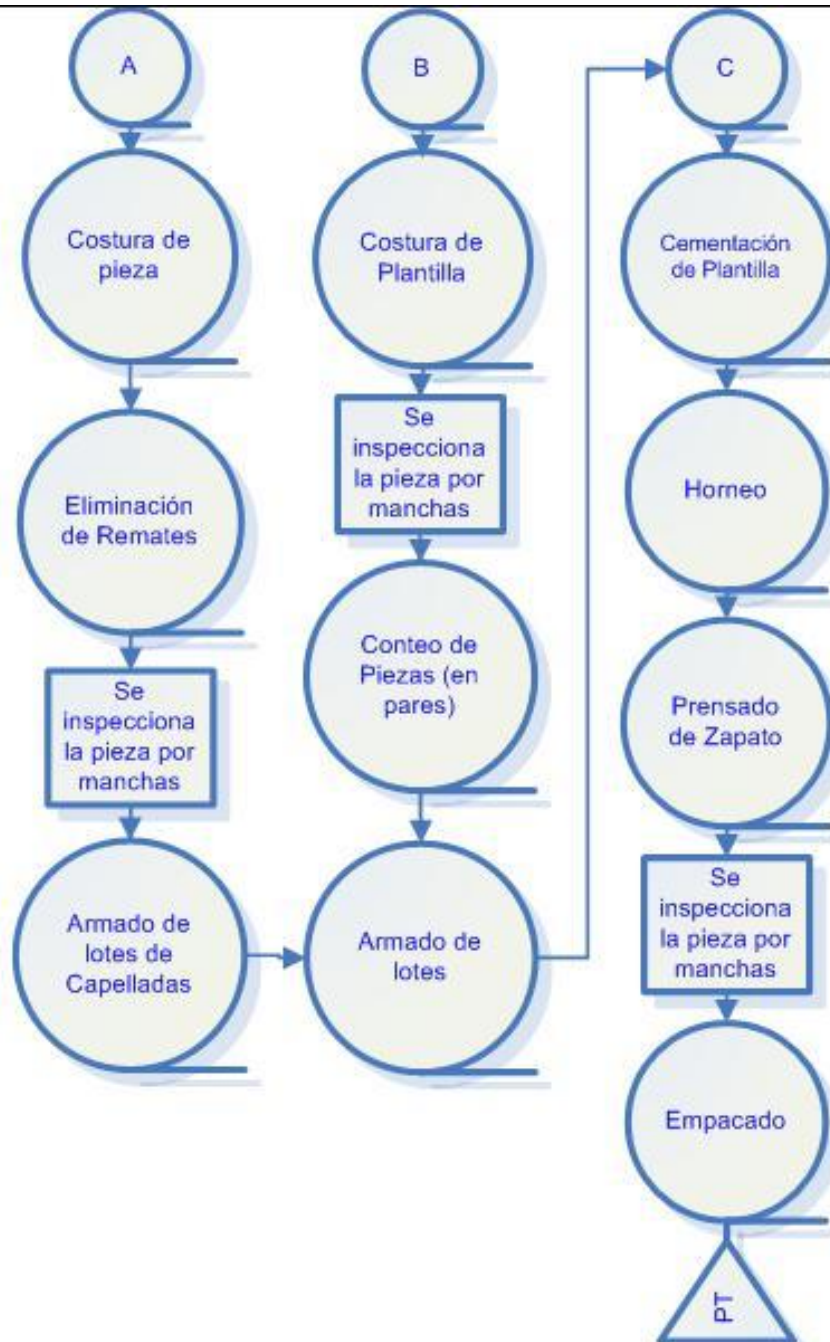 A
Costura de
pieza
Eliminación
de Remates
Se
inspecciona
la pieza por
manchas
Armado de
lotes de
Capelladas
B
Costura de
Plantilla
Se
inspecciona
la pieza por
manchas
Conteo de
Piezas (en
pares)
Armado de
lotes
C
Cementación
de Plantilla
Horneo
Prensado
de Zapato
Se
inspecciona
la pieza por
manchas
Empacado
PT